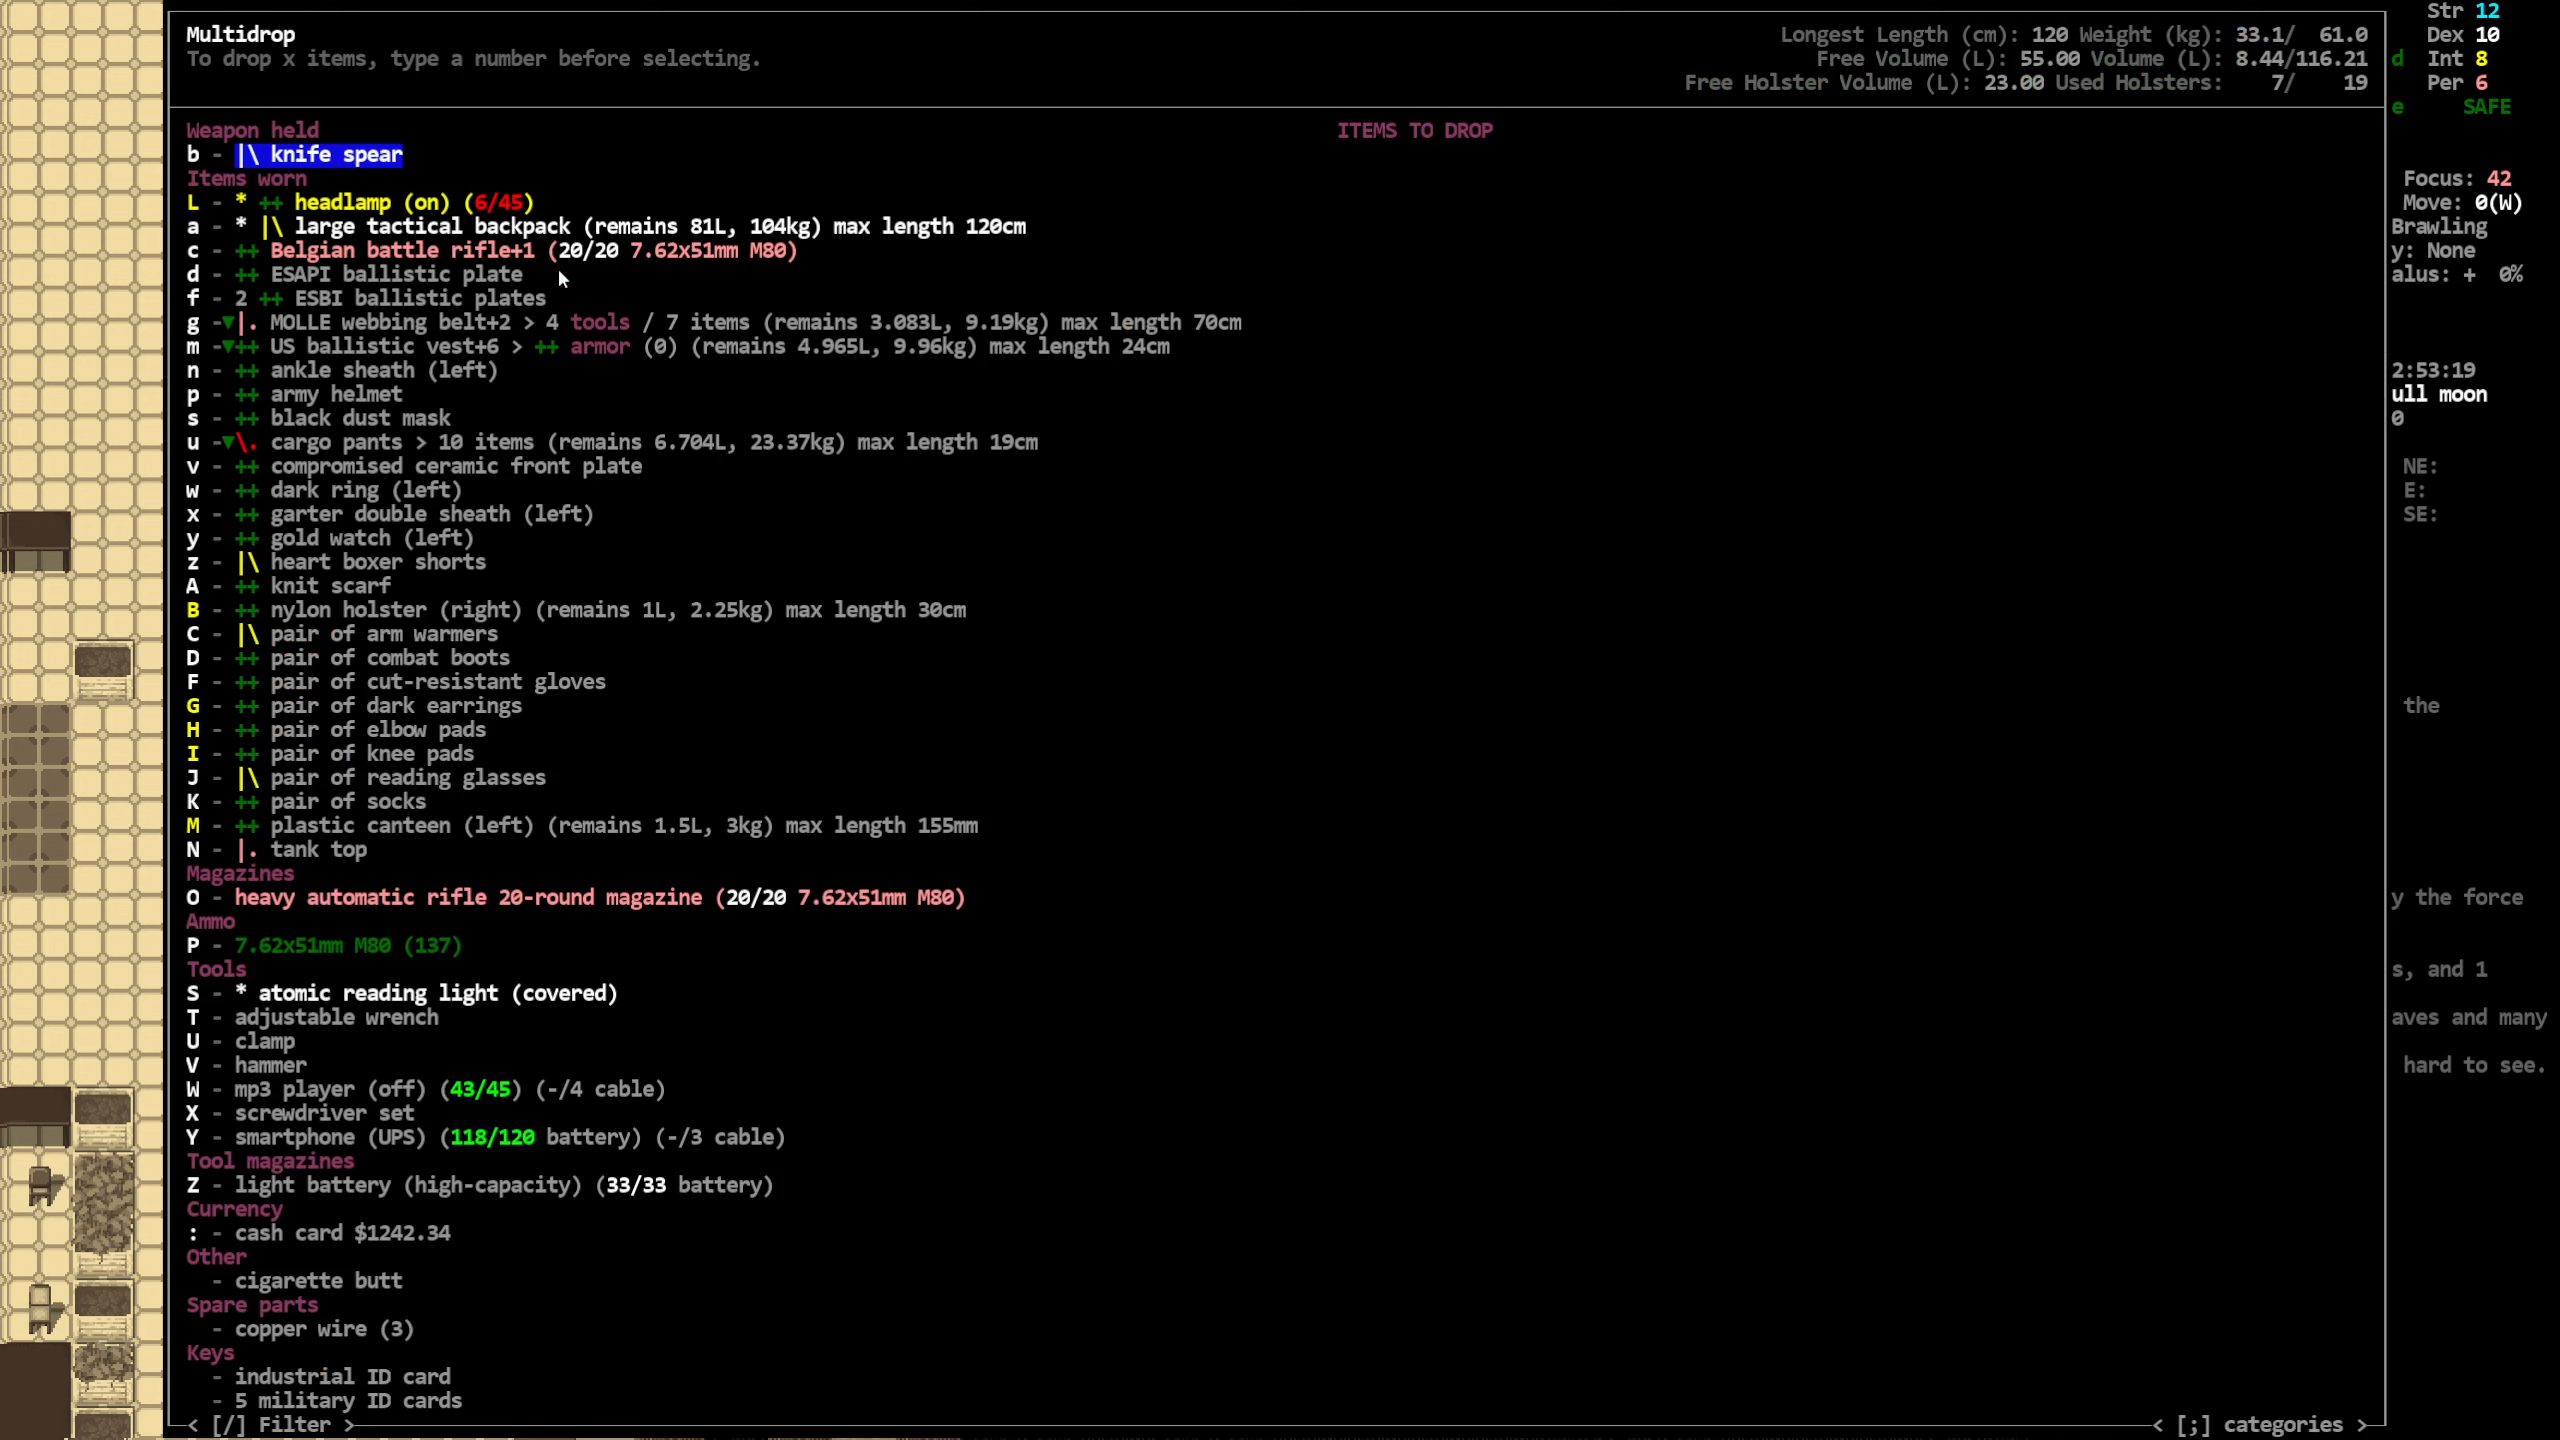 Multidrop
To drop x items, type a number before selecting.
Longest Length (cm): 120 Weight (kg): 33.1/ 61.0
Free Volume (L): 55.00 Volume (L): 8.44/116.21
Free Holster Volume (L): 23.00 Used Holsters: 7/ 19
Weapon held
ITEMS TO DROP
b - |\ knife spear
Items worn
L - * ++ headlamp (on) (6/45)
a - * |\ large tactical backpack (remains 81L, 104kg) max length 120cm
c - ++ Belgian battle rifle+1 (20/20 7.62x51mm M80)
d - ++ ESAPI ballistic plate
f - 2 ++ ESBI ballistic plates
g -▼|. MOLLE webbing belt+2 > 4 tools / 7 items (remains 3.083L, 9.19kg) max length 70cm
m -▼++ US ballistic vest+6 > ++ armor (0) (remains 4.965L, 9.96kg) max length 24cm
n - ++ ankle sheath (left)
p - ++ army helmet
s - ++ black dust mask
u -▼\. cargo pants > 10 items (remains 6.704L, 23.37kg) max length 19cm
v - ++ compromised ceramic front plate
w - ++ dark ring (left)
x - ++ garter double sheath (left)
y - ++ gold watch (left)
z - |\ heart boxer shorts
A - ++ knit scarf
B - ++ nylon holster (right) (remains 1L, 2.25kg) max length 30cm
C - |\ pair of arm warmers
D - ++ pair of combat boots
F - ++ pair of cut-resistant gloves
G - ++ pair of dark earrings
H - ++ pair of elbow pads
I - ++ pair of knee pads
J - |\ pair of reading glasses
K - ++ pair of socks
M - ++ plastic canteen (left) (remains 1.5L, 3kg) max length 155mm
N - |. tank top
Magazines
O - heavy automatic rifle 20-round magazine (20/20 7.62x51mm M80)
Ammo
P - 7.62x51mm M80 (137)
Tools
S - * atomic reading light (covered)
T - adjustable wrench
U - clamp
V - hammer
W - mp3 player (off) (43/45) (-/4 cable)
X - screwdriver set
Y - smartphone (UPS) (118/120 battery) (-/3 cable)
Tool magazines
Z - light battery (high-capacity) (33/33 battery)
Currency
: - cash card $1242.34
Other
- cigarette butt
Spare parts
- copper wire (3)
Keys
- industrial ID card
- 5 military ID cards
< [/] Filter >
< [;] categories >
Str 12
Dex 10
d Int 8
Per 6
e SAFE
Focus: 42
Move: 0(W)
Brawling
y: None
alus: + 0%
2:53:19
ull moon
0
NE:
E:
SE:
the
y the force
s, and 1
aves and many
hard to see.